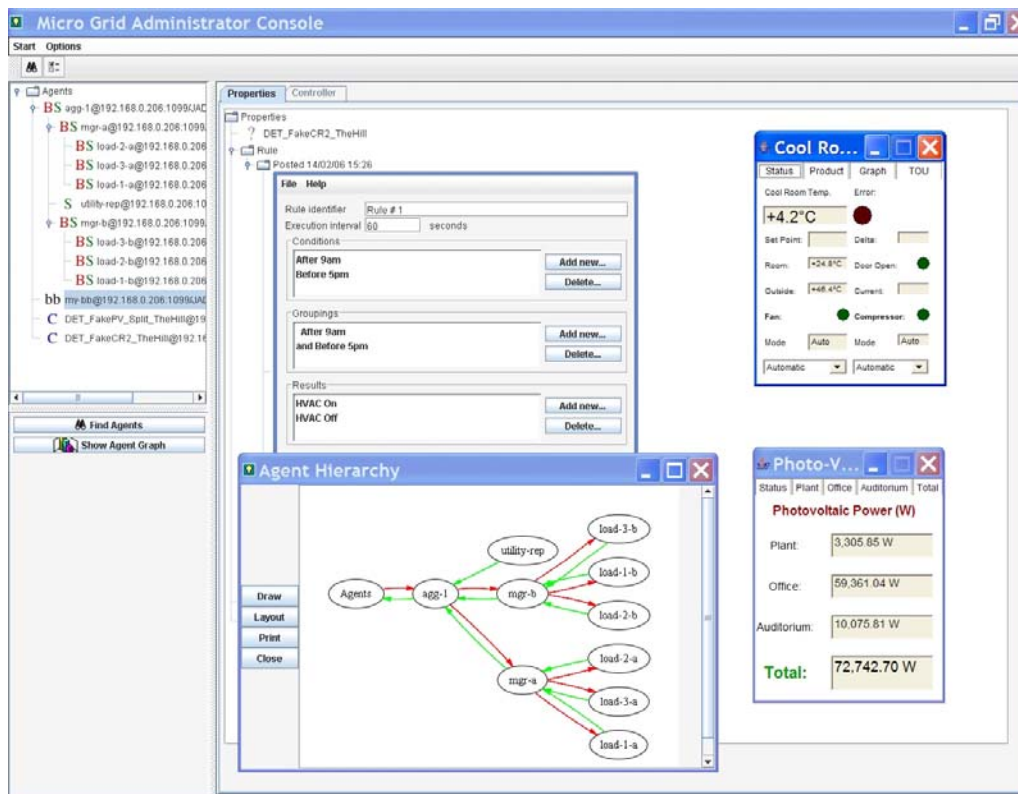 Micro Grid Administrator Console
Start Options
Agents
BS agg-1@192.168.0.206:1099/JAD
BS mgr-a@192.168.0.206:1099/
BS load-2-a@192.168.0.206
BS load-3-a@192.168.0.206
BS load-1-a@192.168.0.206
S utility-rep@192.168.0.206:10
BS mgr-b@192.168.0.206:1099/
BS load-3-b@192.168.0.206
BS load-2-b@192.168.0.206
BS load-1-b@192.168.0.206
bb my-bb@192.168.0.206:1099/JAD
C DET_FakePV_Split_TheHill@19
C DET_FakeCR2_TheHill@192.16
Find Agents
Show Agent Graph
Properties Controller
Properties
? DET_FakeCR2_TheHill
Rule
Posted 14/02/06 15:26
File Help
Rule identifier Rule # 1
Execution interval 60 seconds
Conditions
After 9am
Before 5pm
Add new...
Delete...
Groupings
After 9am
and Before 5pm
Add new...
Delete...
Results
HVAC On
HVAC Off
Add new...
Delete...
Agent Hierarchy
Draw
Layout
Print
Close
load-3-b
utility-rep
load-1-b
Agents agg-1 mgr-b
load-2-b
load-2-a
mgr-a
load-3-a
load-1-a
Cool Ro...
Status Product Graph TOU
Cool Room Temp. Error:
+4.2°C
Set Point: Delta:
Room: +24.8°C Door Open:
Outside: +46.4°C Current:
Fan: Compressor:
Mode Auto Mode Auto
Automatic Automatic
Photo-V...
Status Plant Office Auditorium Total
Photovoltaic Power (W)
Plant: 3,305.85 W
Office: 59,361.04 W
Auditorium: 10,075.81 W
Total: 72,742.70 W